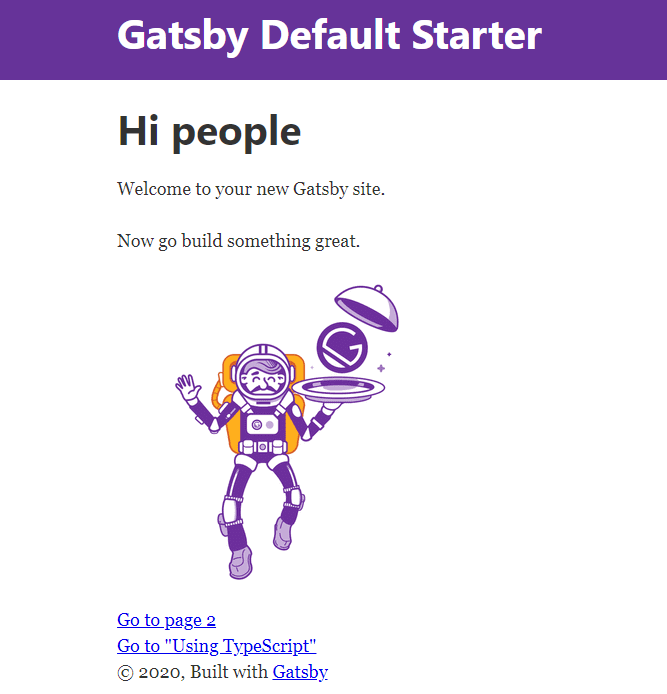 Gatsby Default Starter
Hi people
Welcome to your new Gatsby site.
Now go build something great.
Go to page 2
Go to "Using TypeScript"
© 2020, Built with Gatsby